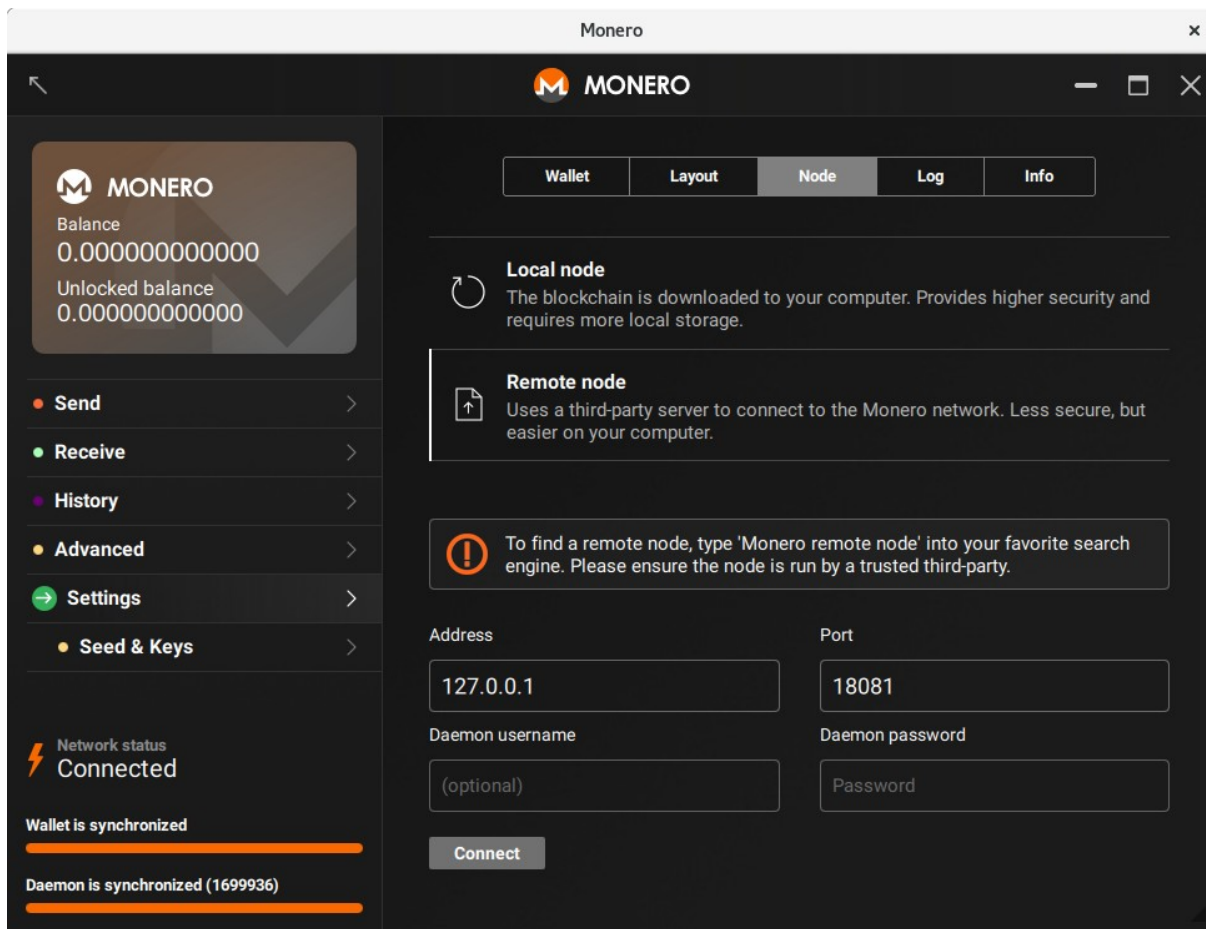 Monero
MONERO
MONERO
Balance
0.000000000000
Unlocked balance
0.000000000000
Send
Receive
History
Advanced
Settings
Seed & Keys
Network status
Connected
Wallet is synchronized
Daemon is synchronized (1699936)
Wallet
Layout
Node
Log
Info
Local node
The blockchain is downloaded to your computer. Provides higher security and
requires more local storage.
Remote node
Uses a third-party server to connect to the Monero network. Less secure, but
easier on your computer.
To find a remote node, type 'Monero remote node' into your favorite search
engine. Please ensure the node is run by a trusted third-party.
Address
Port
127.0.0.1
18081
Daemon username
Daemon password
(optional)
Password
Connect